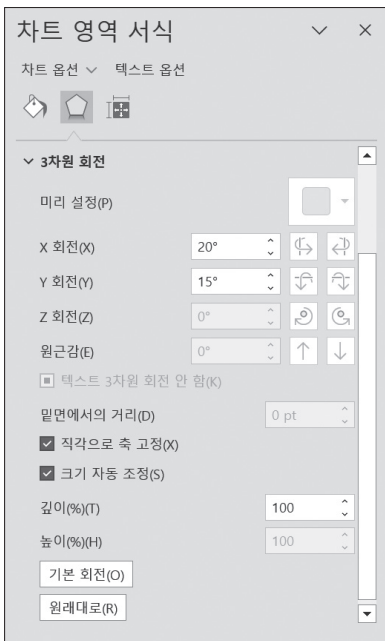 차트 영역 서식
차트 옵션 텍스트 옵션
3차원 회전
미리 설정(P)
X 회전(X) 20°
Y 회전(Y) 15°
Z 회전(Z) 0°
원근감(E) 0°
텍스트 3차원 회전 안 함(K)
밑면에서의 거리(D) 0 pt
직각으로 축 고정(X)
크기 자동 조정(S)
깊이(%)(T) 100
높이(%)(H) 100
기본 회전(O)
원래대로(R)